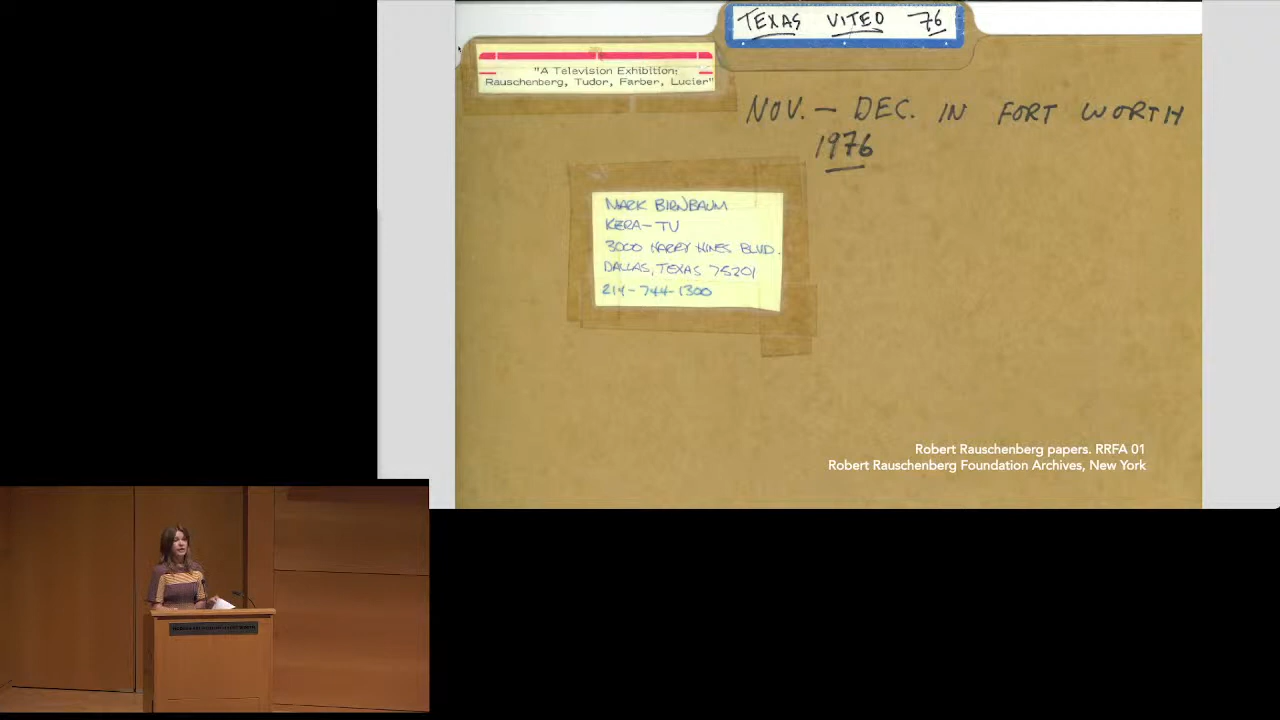 TEXAS VITEO 76
"A Television Exhibition:
Rauschenberg, Tudor, Farber, Lucier"
NOV. — DEC. IN FORT WORTH
1976
MARK BIRNBAUM
KERA-TV
3000 HARRY HINES BLVD.
DALLAS, TEXAS 75201
214-744-1300
Robert Rauschenberg papers. RRFA 01
Robert Rauschenberg Foundation Archives, New York